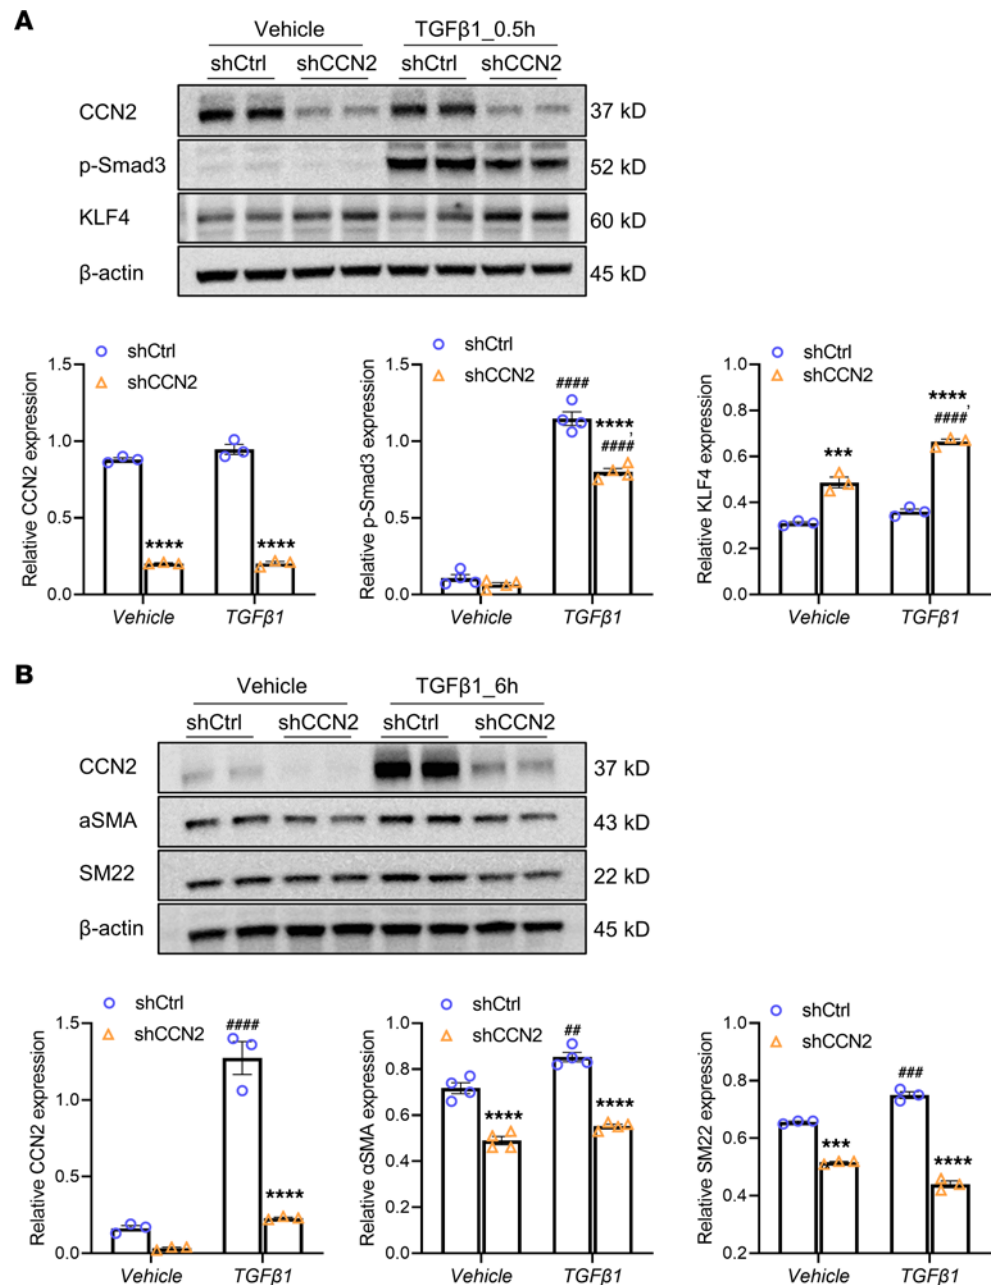 A
Vehicle TGFβ1_0.5h
shCtrl shCCN2 shCtrl shCCN2
CCN2 37 kD
p-Smad3 52 kD
KLF4 60 kD
β-actin 45 kD
Relative CCN2 expression
shCtrl
shCCN2
1.5
1.0
0.5
0.0
**** ****
Vehicle TGFβ1
Relative p-Smad3 expression
shCtrl
shCCN2
1.5
1.0
0.5
0.0
####
****,
####
Vehicle TGFβ1
Relative KLF4 expression
shCtrl
shCCN2
1.0
0.8
0.6
0.4
0.2
0.0
***
****,
####
Vehicle TGFβ1
B
Vehicle TGFβ1_6h
shCtrl shCCN2 shCtrl shCCN2
CCN2 37 kD
aSMA 43 kD
SM22 22 kD
β-actin 45 kD
Relative CCN2 expression
shCtrl
shCCN2
1.5
1.0
0.5
0.0
####
****
Vehicle TGFβ1
Relative αSMA expression
shCtrl
shCCN2
1.0
0.8
0.6
0.4
0.2
0.0
##
**** ****
Vehicle TGFβ1
Relative SM22 expression
shCtrl
shCCN2
1.0
0.8
0.6
0.4
0.2
###
*** ****
Vehicle TGFβ1